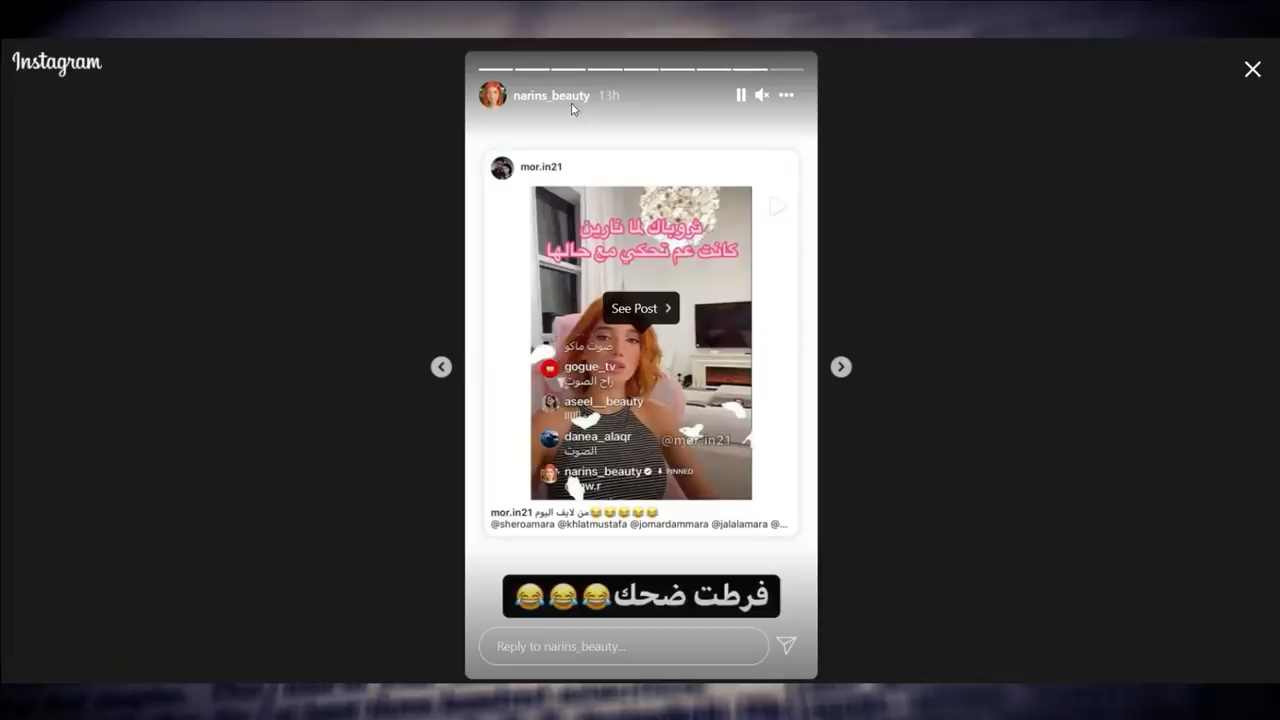 Instagram
narins_beauty 13h
mor.in21
ثروباك لما نارين
كانت عم تحكي مع حالها
See Post
صوت ماكو
gogue_tv
راح الصوت
aseel__beauty
danea_alaqr
الصوت
@mor.in21
narins_beauty PINNED
mor.in21 من لايف اليوم😂😂😂😂😂
@sheroamara @khlatmustafa @jomardammara @jalalamara @...
فرطت ضحك😂😂😂
Reply to narins_beauty...